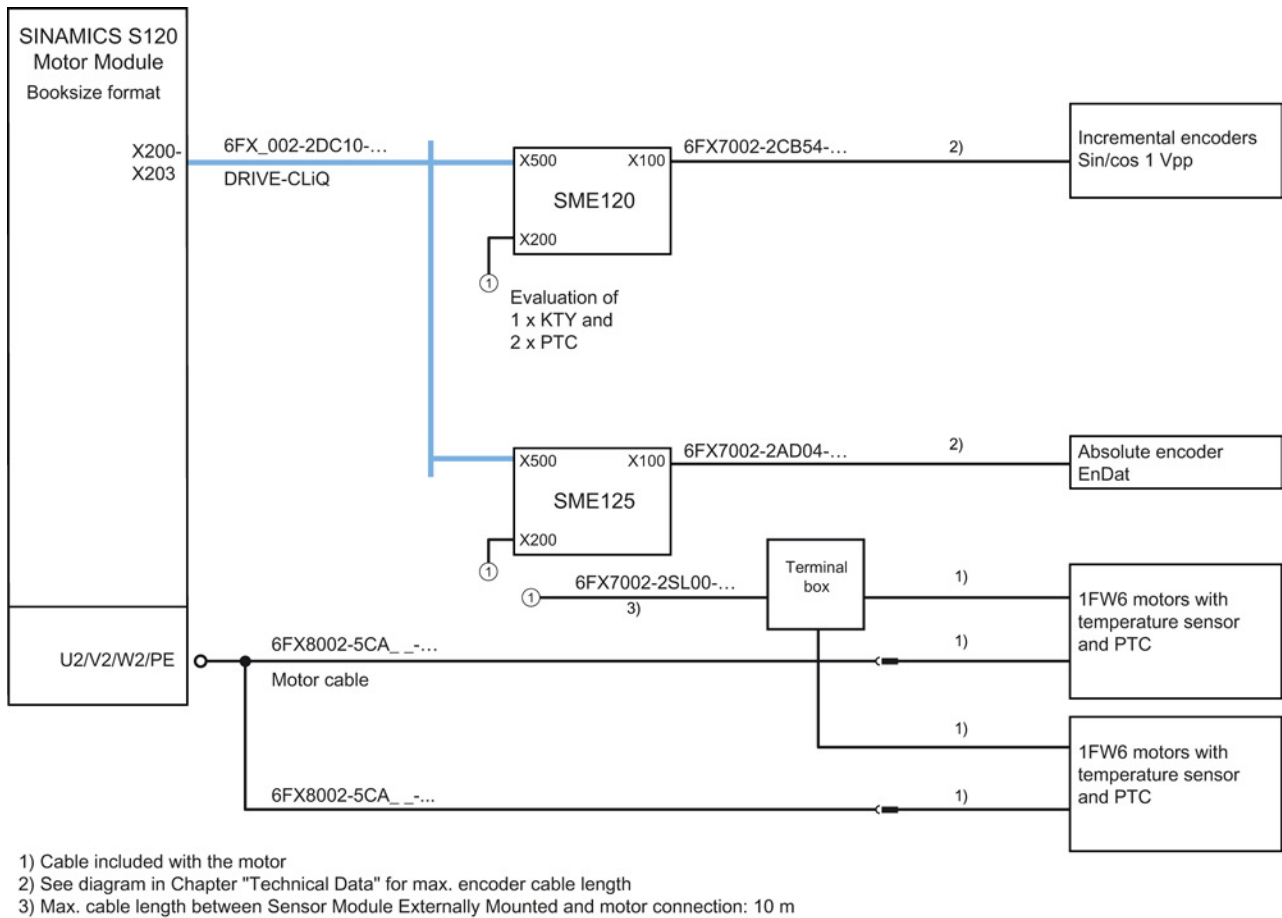 SINAMICS S120
Motor Module
Booksize format
X200-
X203
6FX_002-2DC10-…
DRIVE-CLiQ
X500
X100
SME120
X200
①
Evaluation of
1 x KTY and
2 x PTC
6FX7002-2CB54-…
2)
Incremental encoders
Sin/cos 1 Vpp
X500
X100
SME125
X200
①
6FX7002-2AD04-…
2)
Absolute encoder
EnDat
①
6FX7002-2SL00-…
3)
Terminal
box
1)
1FW6 motors with
temperature sensor
and PTC
U2/V2/W2/PE
6FX8002-5CA_ _-…
Motor cable
1)
1)
1FW6 motors with
temperature sensor
and PTC
6FX8002-5CA_ _-...
1)
1) Cable included with the motor
2) See diagram in Chapter "Technical Data" for max. encoder cable length
3) Max. cable length between Sensor Module Externally Mounted and motor connection: 10 m